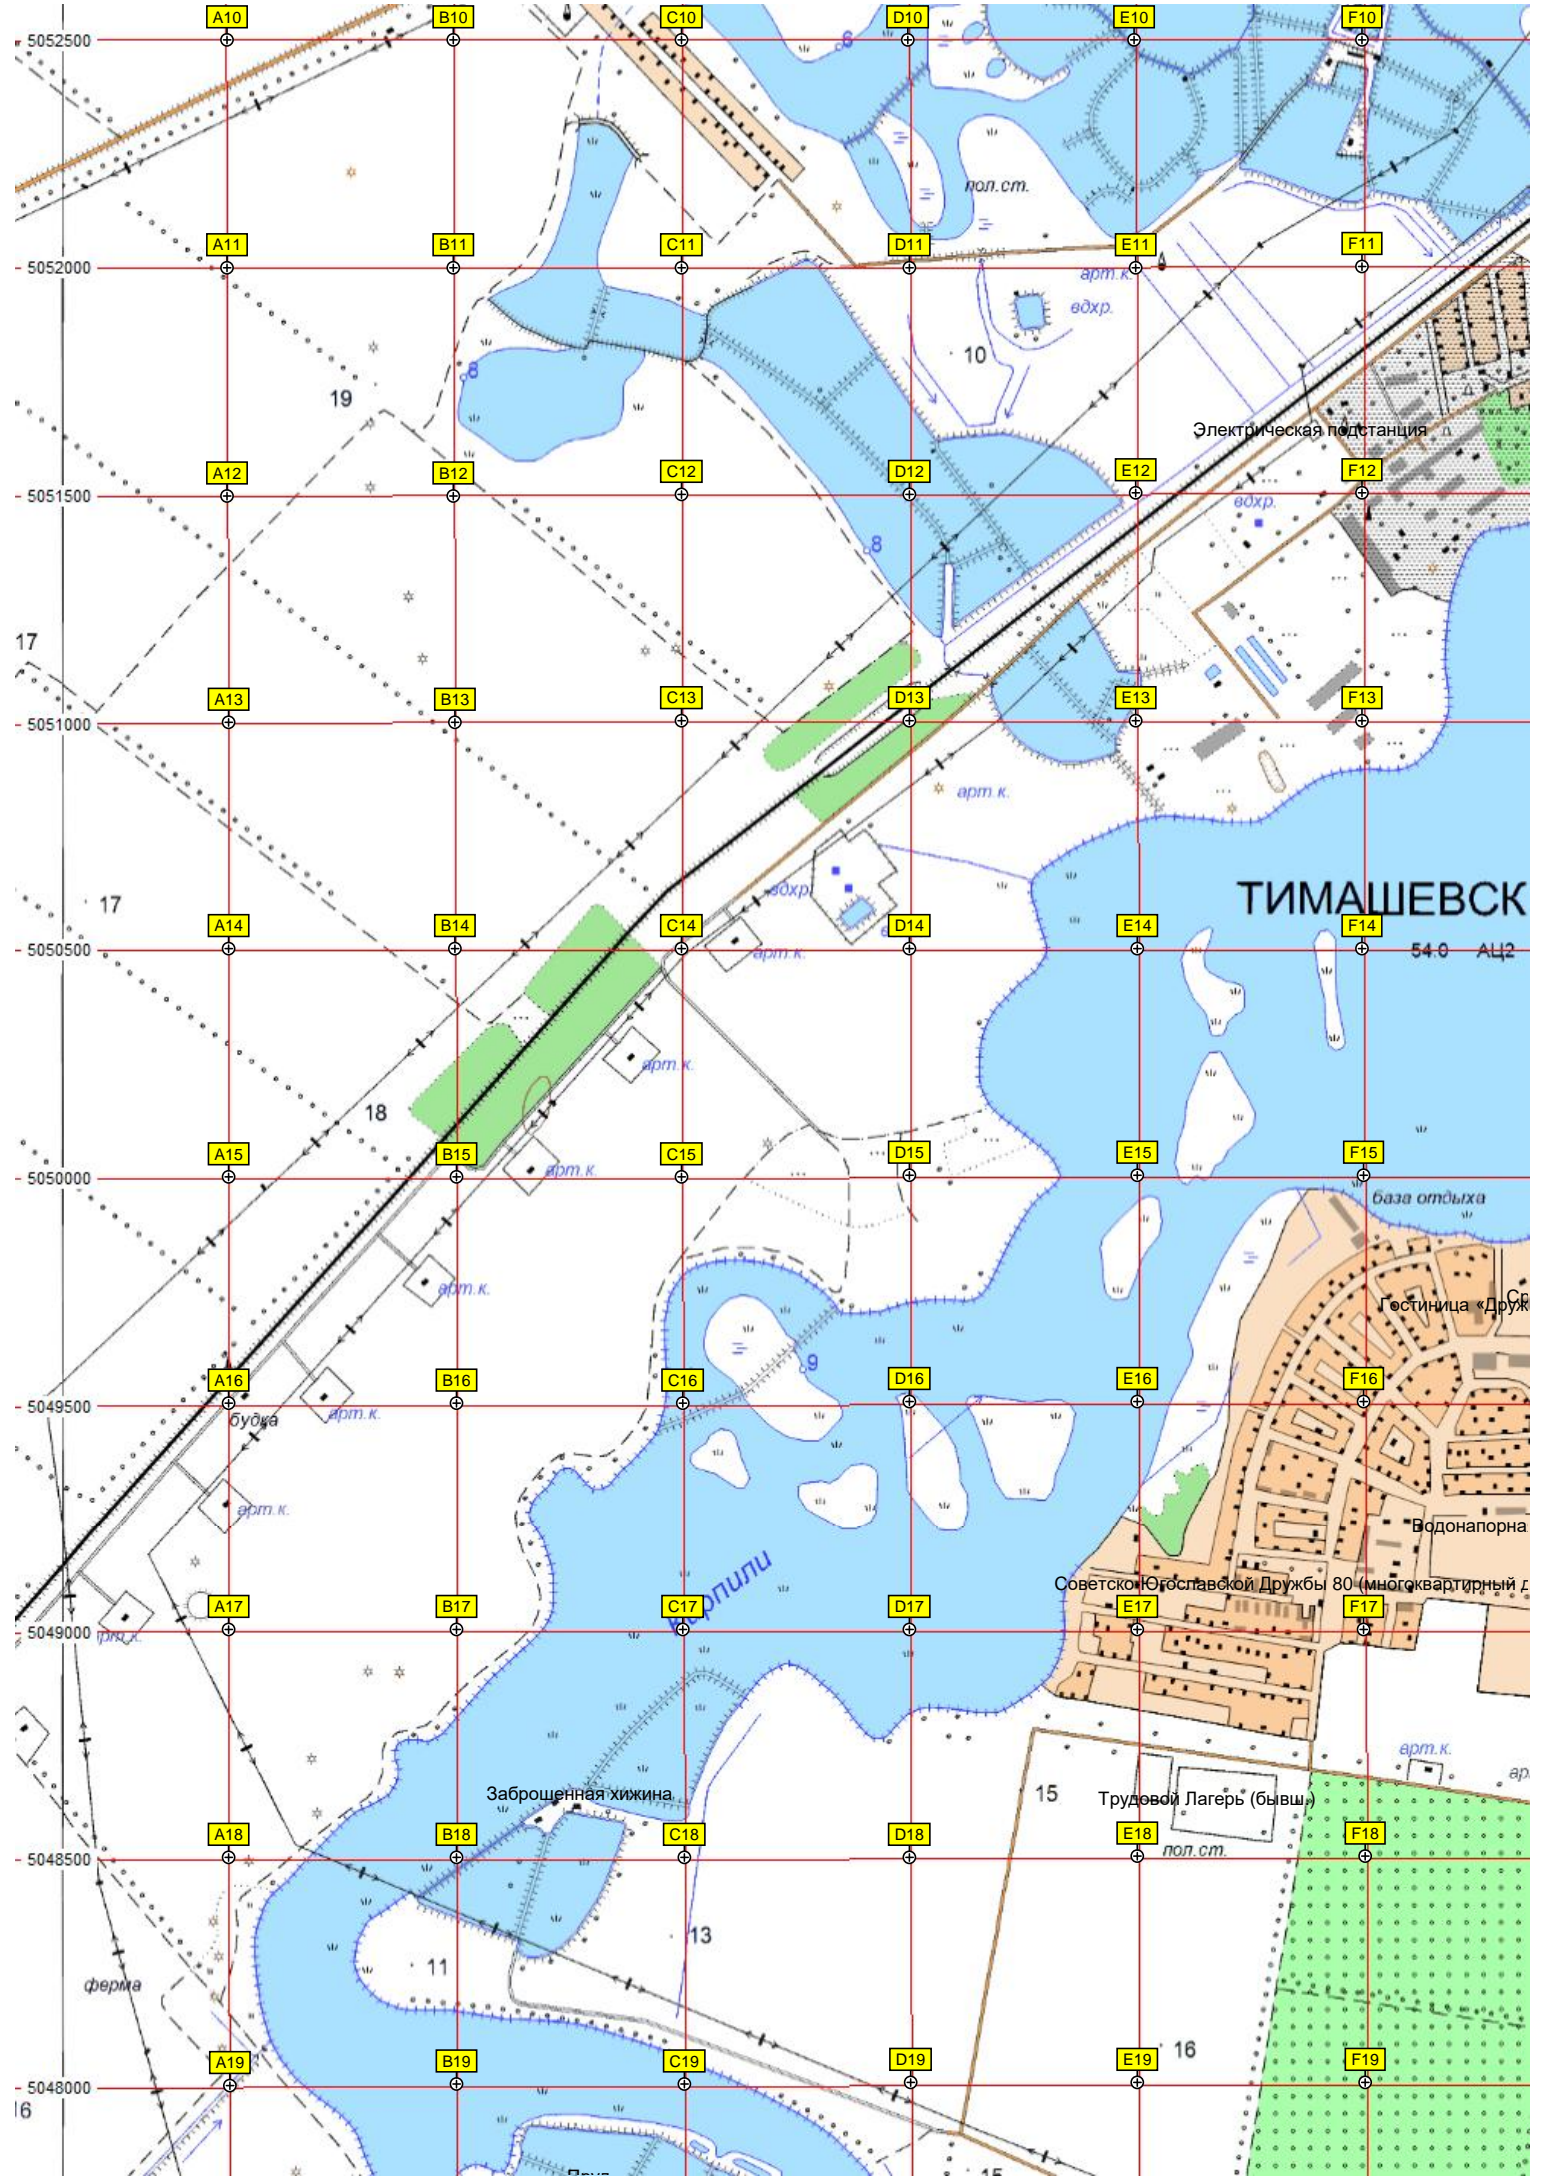 A10 B10 C10 D10 E10 F10
5052500
6
пол.ст.
A11 B11 C11 D11 E11 F11
5052000
арт.к.
вдхр.
10
8
19
Электрическая подстанция
A12 B12 C12 D12 E12 F12
5051500
вдхр.
8
17
A13 B13 C13 D13 E13 F13
5051000
арт.к.
17
вдхр.
ТИМАШЕВСК
A14 B14 C14 D14 E14 F14
5050500
арт.к.
54.0 АЦ2
арт.к.
18
A15 B15 C15 D15 E15 F15
5050000
арт.к.
база отдыха
арт.к.
Гостиница «Друж
9
A16 B16 C16 D16 E16 F16
5049500
будка
арт.к.
арт.к.
Водонапорна
Советско-Югославской Дружбы 80 (многоквартирный д
A17 B17 C17 D17 E17 F17
5049000
арт.к.
арт.к.
Заброшенная хижина
15
Трудовой Лагерь (бывш.)
A18 B18 C18 D18 E18 F18
5048500
пол.ст.
13
11
ферма
16
A19 B19 C19 D19 E19 F19
5048000
16